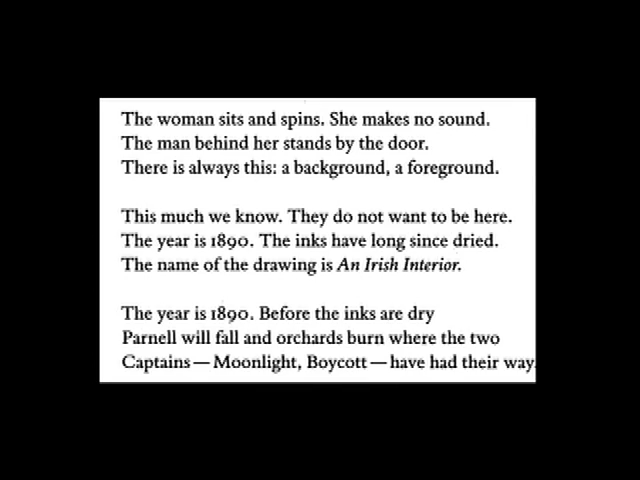 The woman sits and spins. She makes no sound.
The man behind her stands by the door.
There is always this: a background, a foreground.
This much we know. They do not want to be here.
The year is 1890. The inks have long since dried.
The name of the drawing is An Irish Interior.
The year is 1890. Before the inks are dry
Parnell will fall and orchards burn where the two
Captains — Moonlight, Boycott — have had their way.